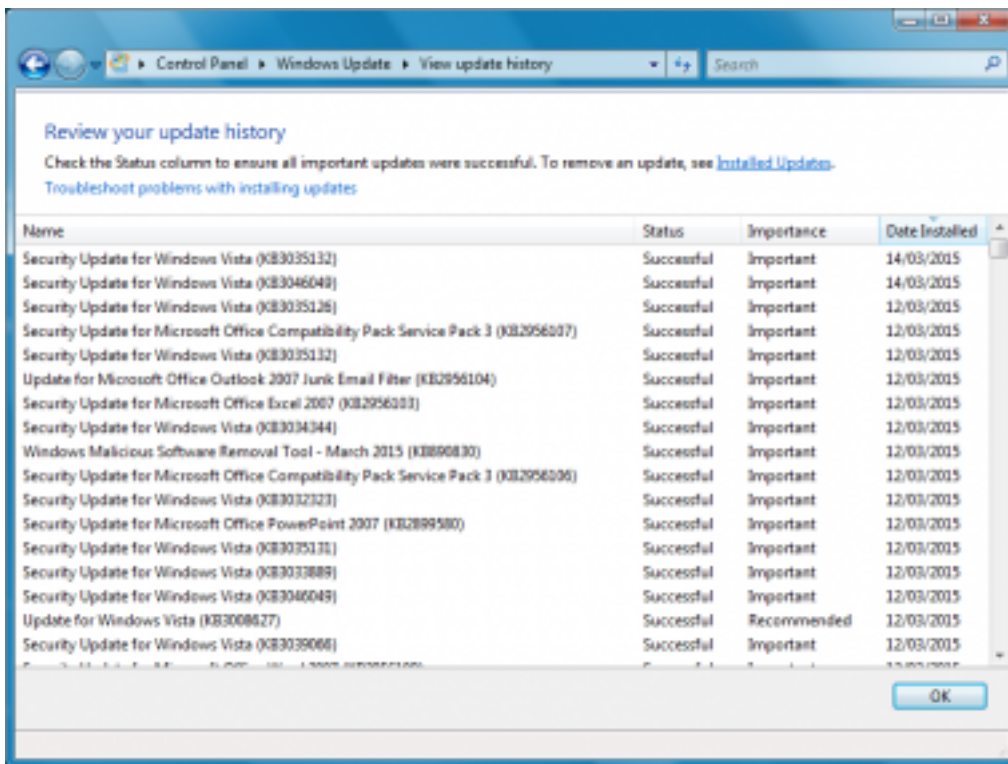 Control Panel Windows Update View update history Search
Review your update history
Check the Status column to ensure all important updates were successful. To remove an update, see Installed Updates.
Troubleshoot problems with installing updates
Name Status Importance Date Installed
Security Update for Windows Vista (KB3035132) Successful Important 14/03/2015
Security Update for Windows Vista (KB3046049) Successful Important 14/03/2015
Security Update for Windows Vista (KB3035126) Successful Important 12/03/2015
Security Update for Microsoft Office Compatibility Pack Service Pack 3 (KB2956107) Successful Important 12/03/2015
Security Update for Windows Vista (KB3035132) Successful Important 12/03/2015
Update for Microsoft Office Outlook 2007 Junk Email Filter (KB2956104) Successful Important 12/03/2015
Security Update for Microsoft Office Excel 2007 (KB2956103) Successful Important 12/03/2015
Security Update for Windows Vista (KB3034344) Successful Important 12/03/2015
Windows Malicious Software Removal Tool - March 2015 (KB890830) Successful Important 12/03/2015
Security Update for Microsoft Office Compatibility Pack Service Pack 3 (KB2956106) Successful Important 12/03/2015
Security Update for Windows Vista (KB3032323) Successful Important 12/03/2015
Security Update for Microsoft Office PowerPoint 2007 (KB2899580) Successful Important 12/03/2015
Security Update for Windows Vista (KB3035131) Successful Important 12/03/2015
Security Update for Windows Vista (KB3033889) Successful Important 12/03/2015
Security Update for Windows Vista (KB3046049) Successful Important 12/03/2015
Update for Windows Vista (KB3008627) Successful Recommended 12/03/2015
Security Update for Windows Vista (KB3039066) Successful Important 12/03/2015
OK